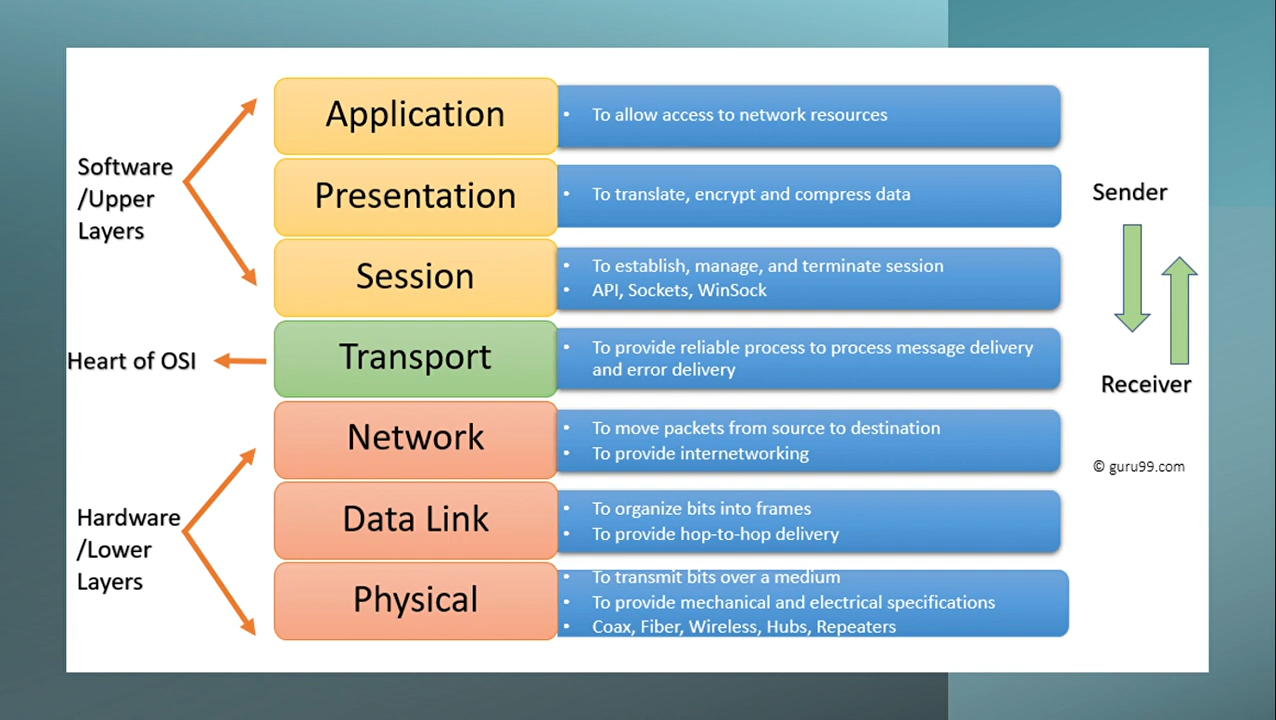 Software
/Upper
Layers
Application
• To allow access to network resources
Presentation
• To translate, encrypt and compress data
Session
• To establish, manage, and terminate session
• API, Sockets, WinSock
Heart of OSI
Transport
• To provide reliable process to process message delivery
and error delivery
Hardware
/Lower
Layers
Network
• To move packets from source to destination
• To provide internetworking
Data Link
• To organize bits into frames
• To provide hop-to-hop delivery
Physical
• To transmit bits over a medium
• To provide mechanical and electrical specifications
• Coax, Fiber, Wireless, Hubs, Repeaters
Sender
Receiver
© guru99.com